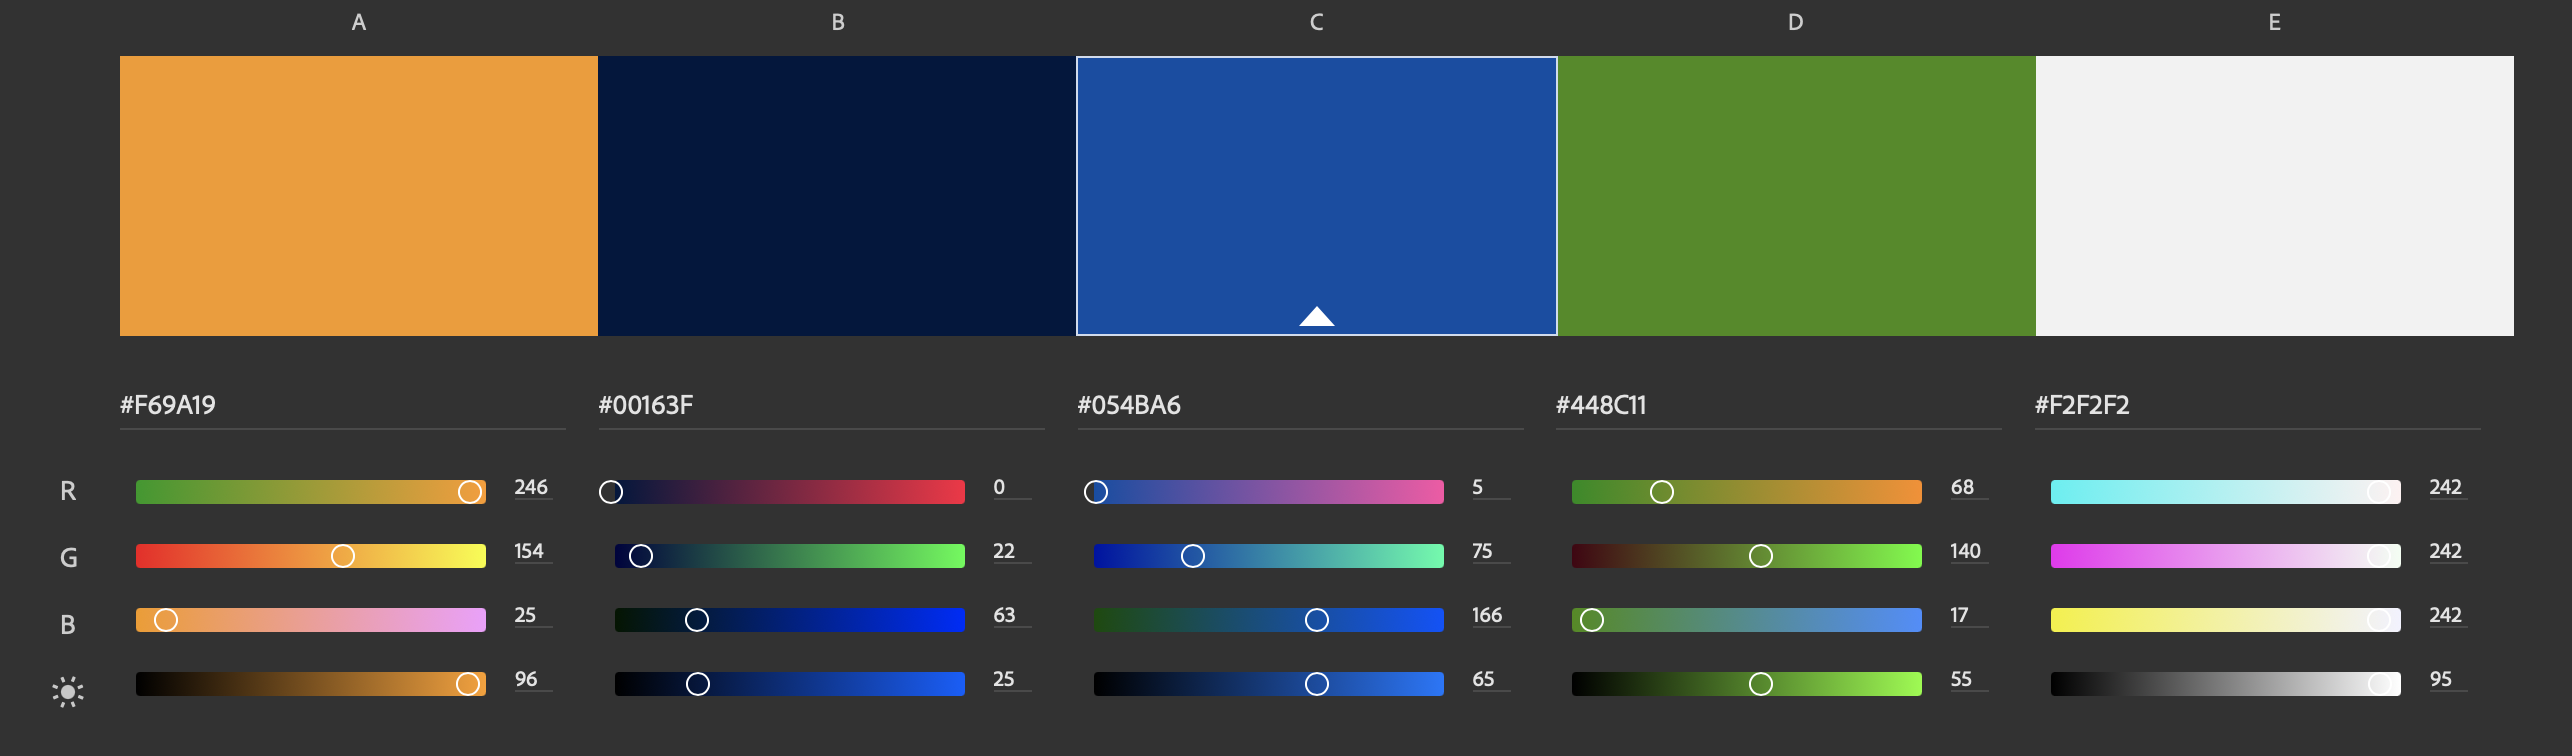 A B C D E
#F69A19 #00163F #054BA6 #448C11 #F2F2F2
R 246 0 5 68 242
G 154 22 75 140 242
B 25 63 166 17 242
96 25 65 55 95